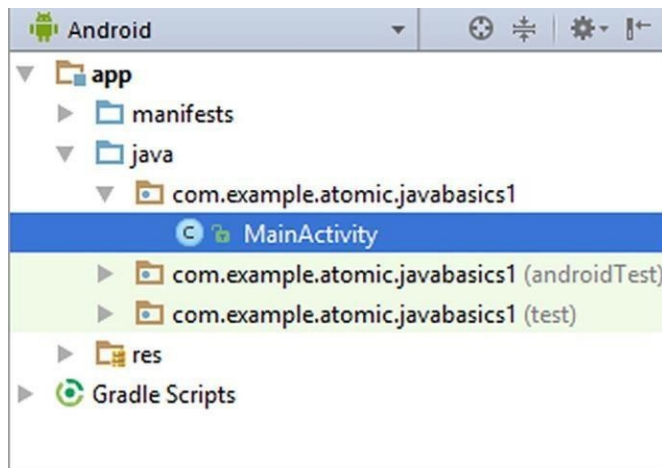 Android
app
manifests
java
com.example.atomic.javabasics1
C MainActivity
com.example.atomic.javabasics1 (androidTest)
com.example.atomic.javabasics1 (test)
res
Gradle Scripts